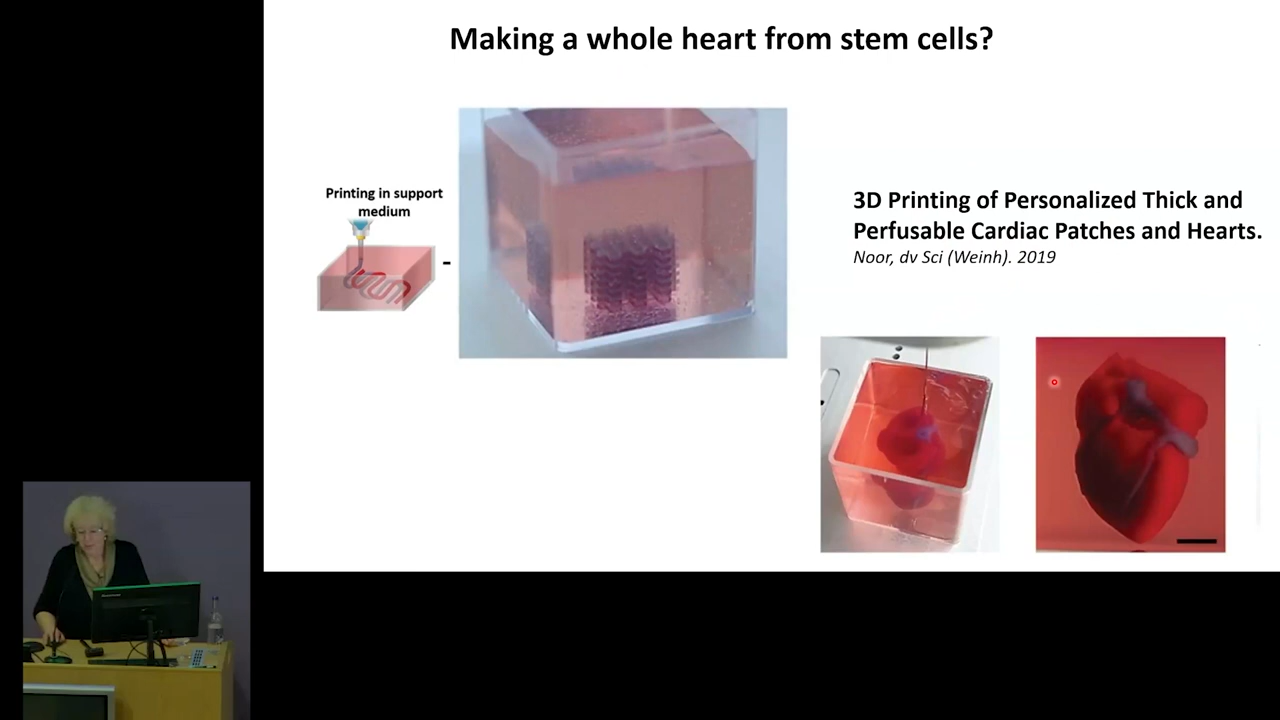 Making a whole heart from stem cells?
Printing in support
medium
-
3D Printing of Personalized Thick and
Perfusable Cardiac Patches and Hearts.
Noor, dv Sci (Weinh). 2019